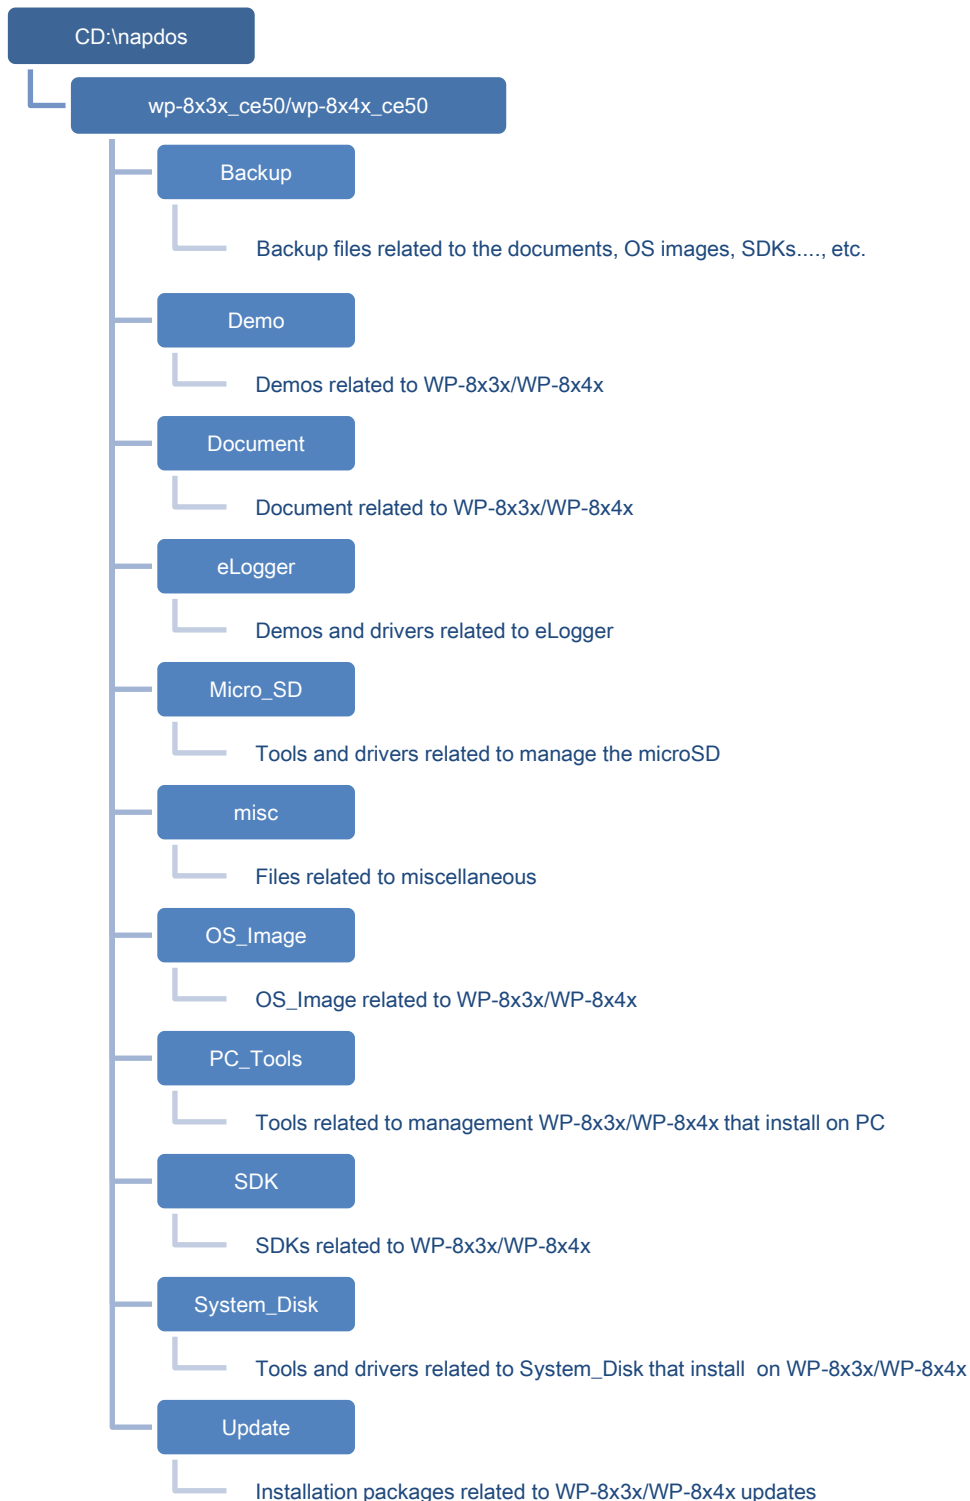 CD:\napdos
wp-8x3x_ce50/wp-8x4x_ce50
Backup
Backup files related to the documents, OS images, SDKs...., etc.
Demo
Demos related to WP-8x3x/WP-8x4x
Document
Document related to WP-8x3x/WP-8x4x
eLogger
Demos and drivers related to eLogger
Micro_SD
Tools and drivers related to manage the microSD
misc
Files related to miscellaneous
OS_Image
OS_Image related to WP-8x3x/WP-8x4x
PC_Tools
Tools related to management WP-8x3x/WP-8x4x that install on PC
SDK
SDKs related to WP-8x3x/WP-8x4x
System_Disk
Tools and drivers related to System_Disk that install  on WP-8x3x/WP-8x4x
Update
Installation packages related to WP-8x3x/WP-8x4x updates